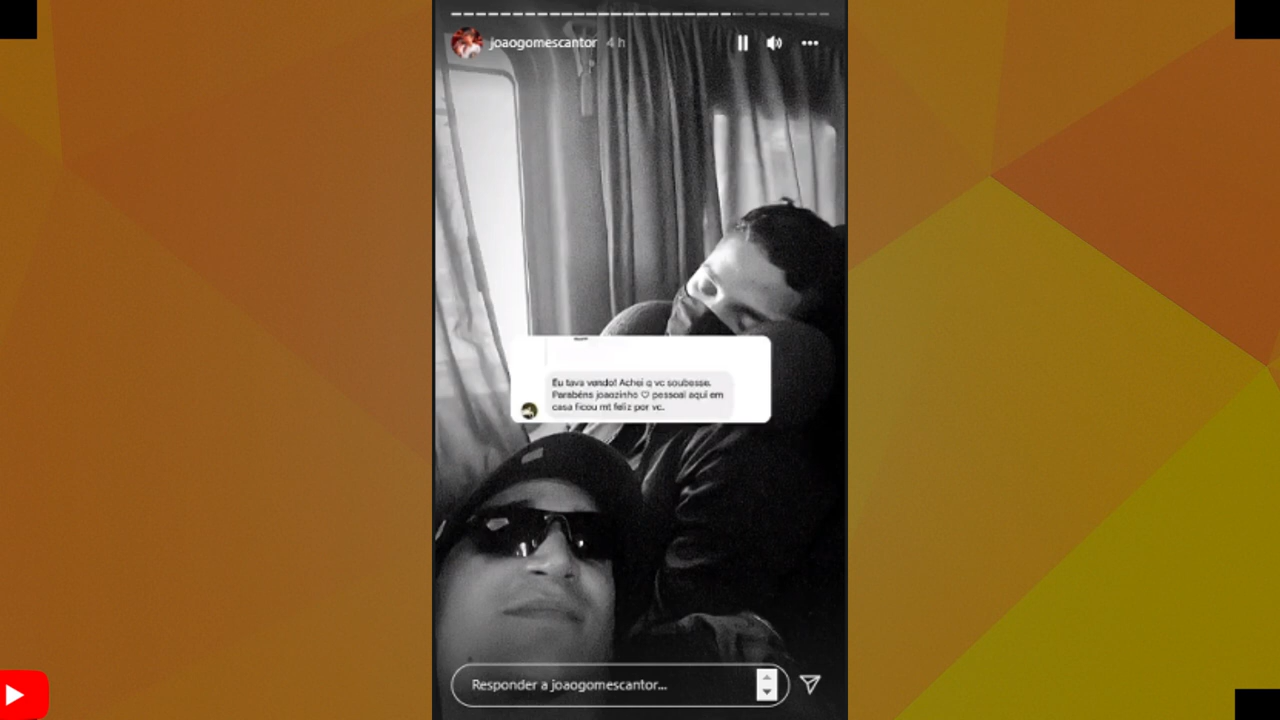 joaogomescantor 4 h
Eu tava vendo! Achei q vc soubesse.
Parabéns joaozinho ♡ pessoal aqui em
casa ficou mt feliz por vc.
Responder a joaogomescantor...